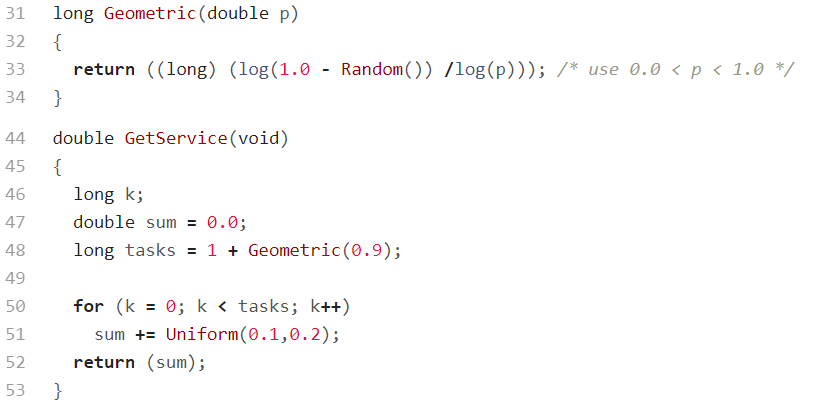 31 long Geometric(double p)
32 {
33   return ((long) (log(1.0 - Random()) /log(p))); /* use 0.0 < p < 1.0 */
34 }
44 double GetService(void)
45 {
46   long k;
47   double sum = 0.0;
48   long tasks = 1 + Geometric(0.9);
49
50   for (k = 0; k < tasks; k++)
51     sum += Uniform(0.1,0.2);
52   return (sum);
53 }